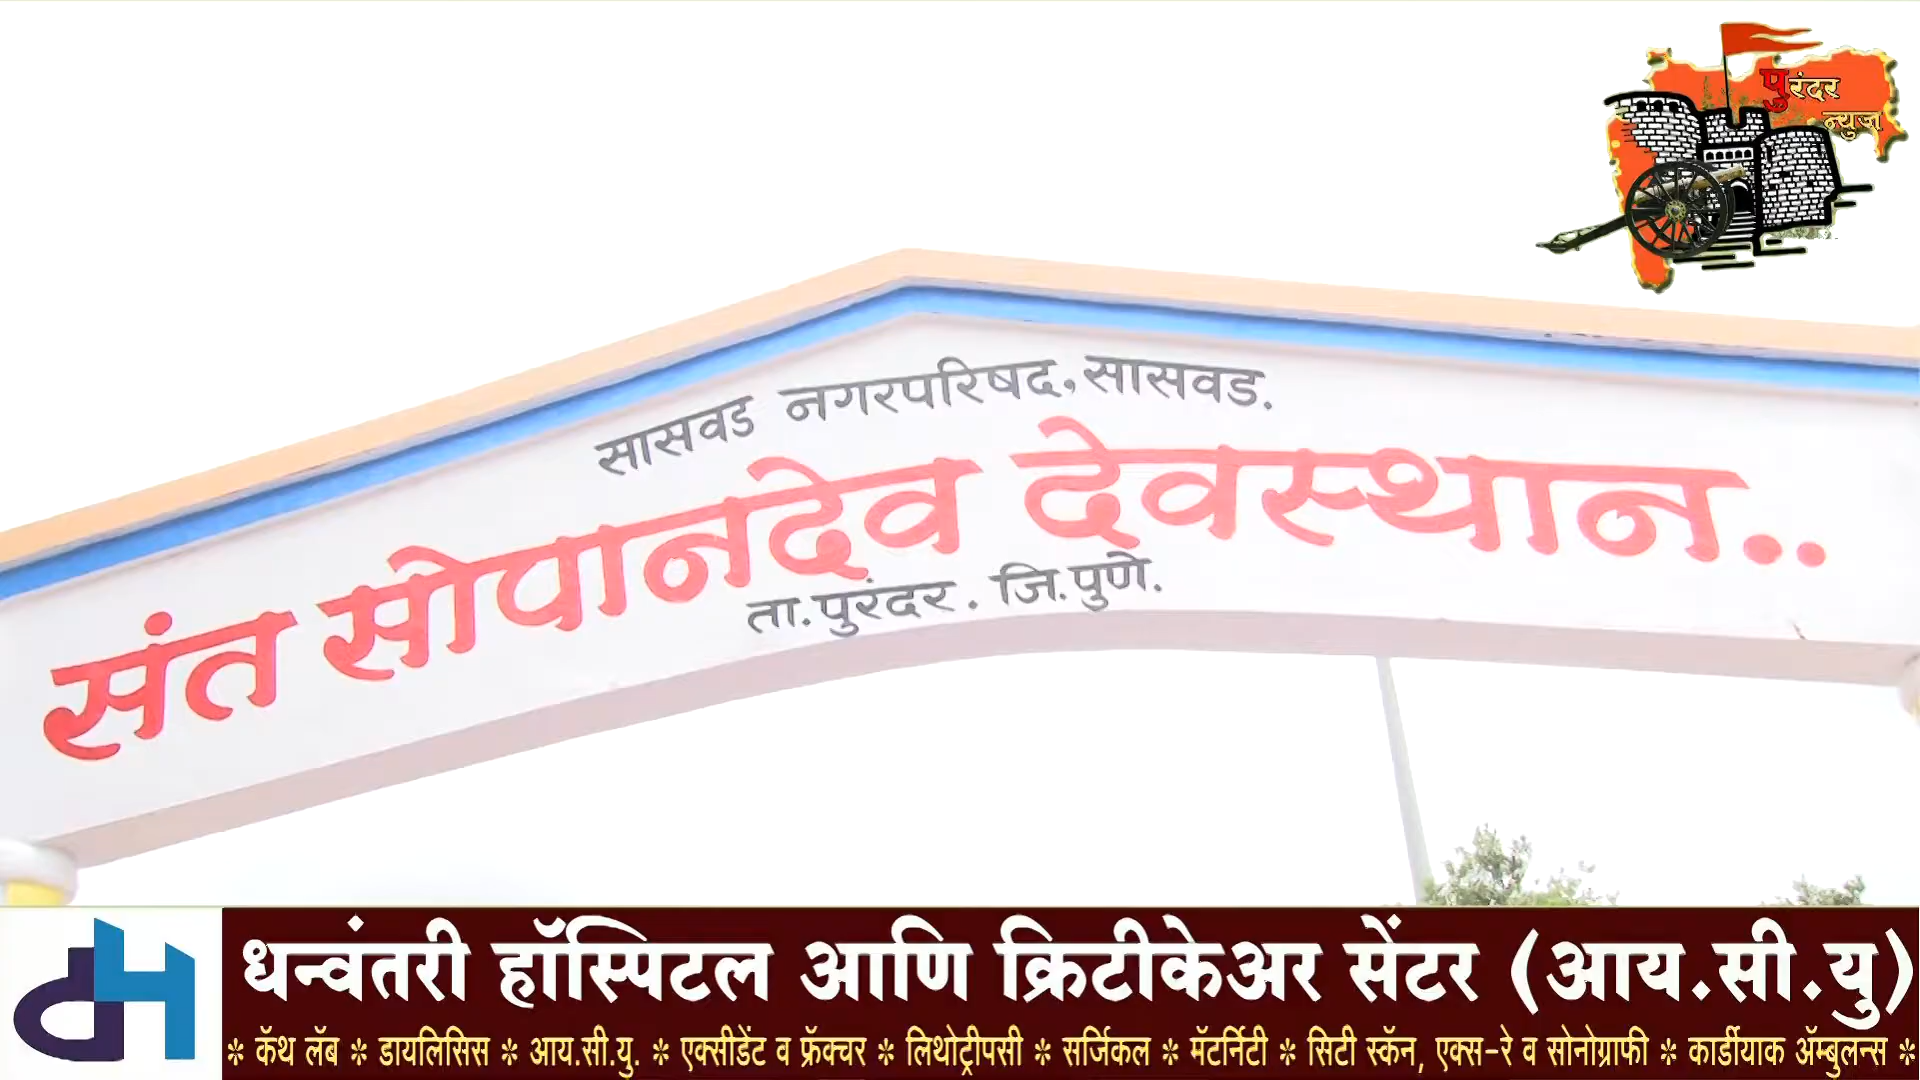 पुरंदर
न्युज
सासवड नगरपरिषद, सासवड.
संत सोपानदेव देवस्थान..
ता. पुरंदर. जि. पुणे.
धन्वंतरी हॉस्पिटल आणि क्रिटीकेअर सेंटर (आय.सी.यु)
* कॅथ लॅब * डायलिसिस * आय.सी.यु. * एक्सीडेंट व फ्रॅक्चर * लिथोट्रीपसी * सर्जिकल * मॅटर्निटी * सिटी स्कॅन, एक्स-रे व सोनोग्राफी * कार्डीयाक ॲम्बुलन्स *